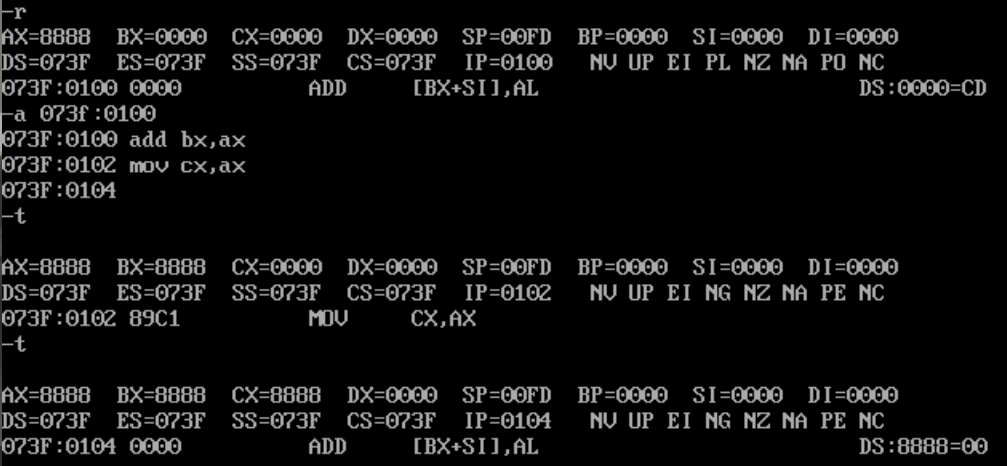 -r
AX=8888  BX=0000  CX=0000  DX=0000  SP=00FD  BP=0000  SI=0000  DI=0000
DS=073F  ES=073F  SS=073F  CS=073F  IP=0100   NV UP EI PL NZ NA PO NC
073F:0100 0000          ADD     [BX+SI],AL                         DS:0000=CD
-a 073f:0100
073F:0100 add bx,ax
073F:0102 mov cx,ax
073F:0104
-t
AX=8888  BX=8888  CX=0000  DX=0000  SP=00FD  BP=0000  SI=0000  DI=0000
DS=073F  ES=073F  SS=073F  CS=073F  IP=0102   NV UP EI NG NZ NA PE NC
073F:0102 89C1          MOV     CX,AX
-t
AX=8888  BX=8888  CX=8888  DX=0000  SP=00FD  BP=0000  SI=0000  DI=0000
DS=073F  ES=073F  SS=073F  CS=073F  IP=0104   NV UP EI NG NZ NA PE NC
073F:0104 0000          ADD     [BX+SI],AL                         DS:8888=00